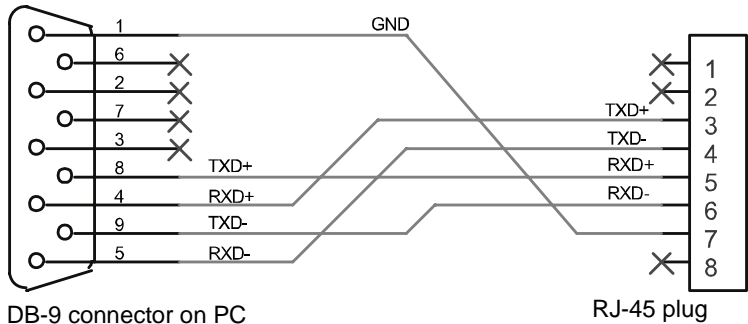 1 GND
6
2
7
3
8 TXD+
4 RXD+
9 TXD-
5 RXD-
1
2
TXD+ 3
TXD- 4
RXD+ 5
RXD- 6
7
8
DB-9 connector on PC
RJ-45 plug